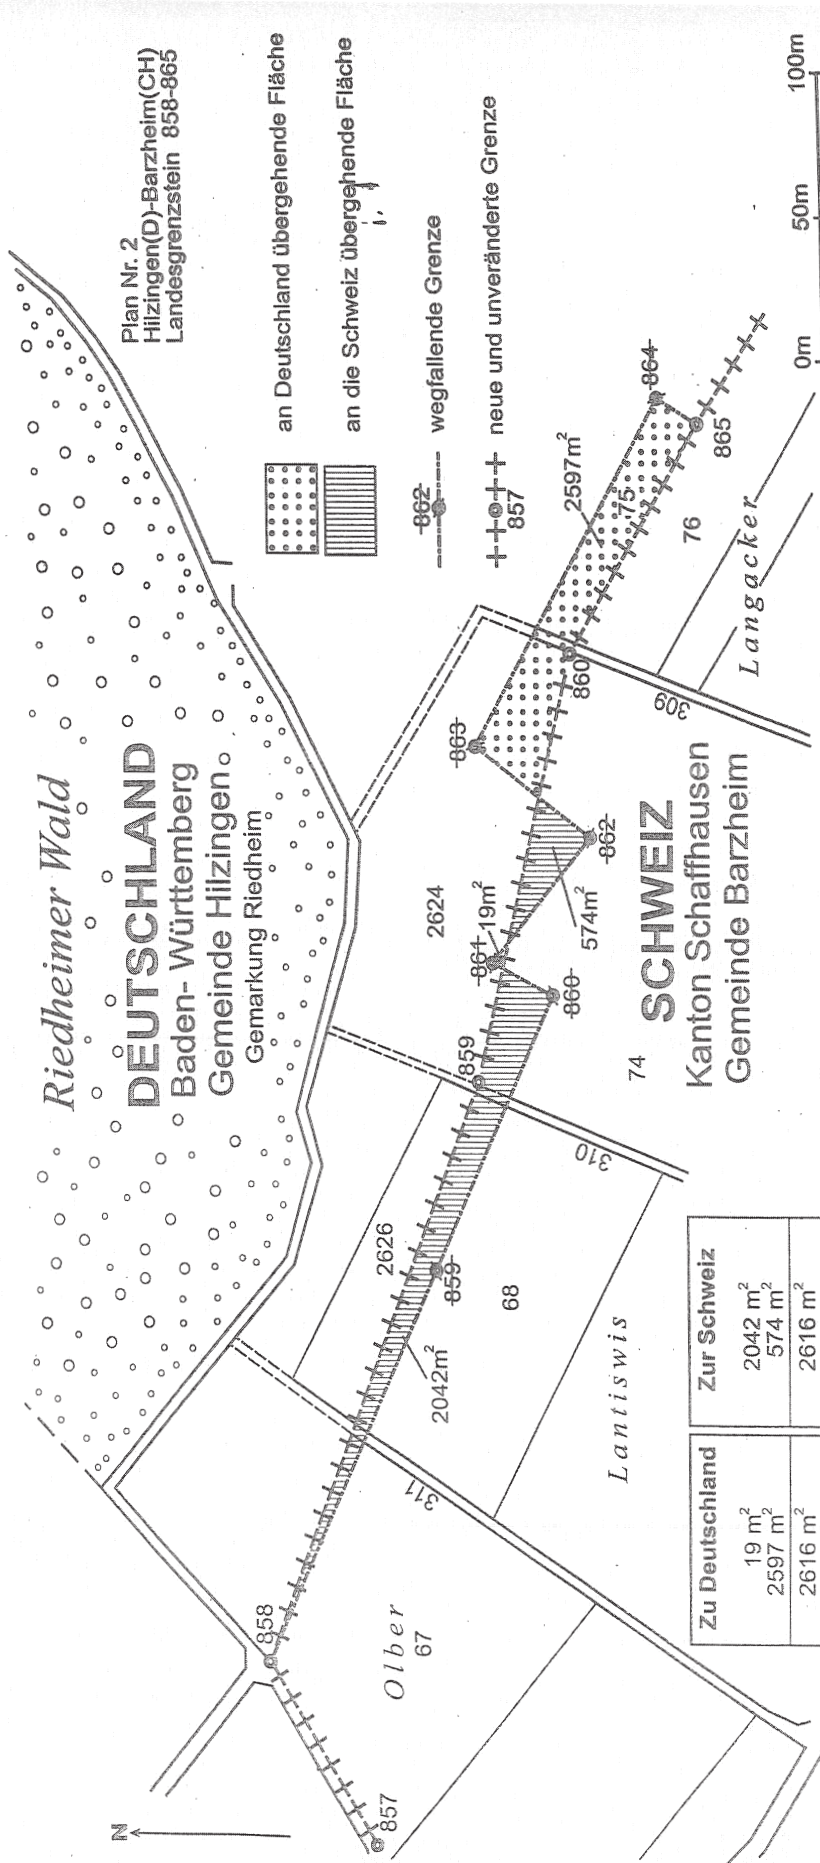 Plan Nr. 2
Hilzingen(D)-Barzheim(CH)
Landesgrenzstein 858-865
an Deutschland übergehende Fläche
an die Schweiz übergehende Fläche
862 wegfallende Grenze
857 neue und unveränderte Grenze
Riedheimer Wald
DEUTSCHLAND
Baden-Württemberg
Gemeinde Hilzingen
Gemarkung Riedheim
N
857
858
Olber
67
311
2626
2042m²
859
68
Lantiswis
310
859
860
861
19m²
2624
574m²
862
863
860
309
2597m²
75
76
864
865
Langacker
74
SCHWEIZ
Kanton Schaffhausen
Gemeinde Barzheim
0m 50m 100m
Zu Deutschland Zur Schweiz
19 m² 2042 m²
2597 m² 574 m²
2616 m² 2616 m²